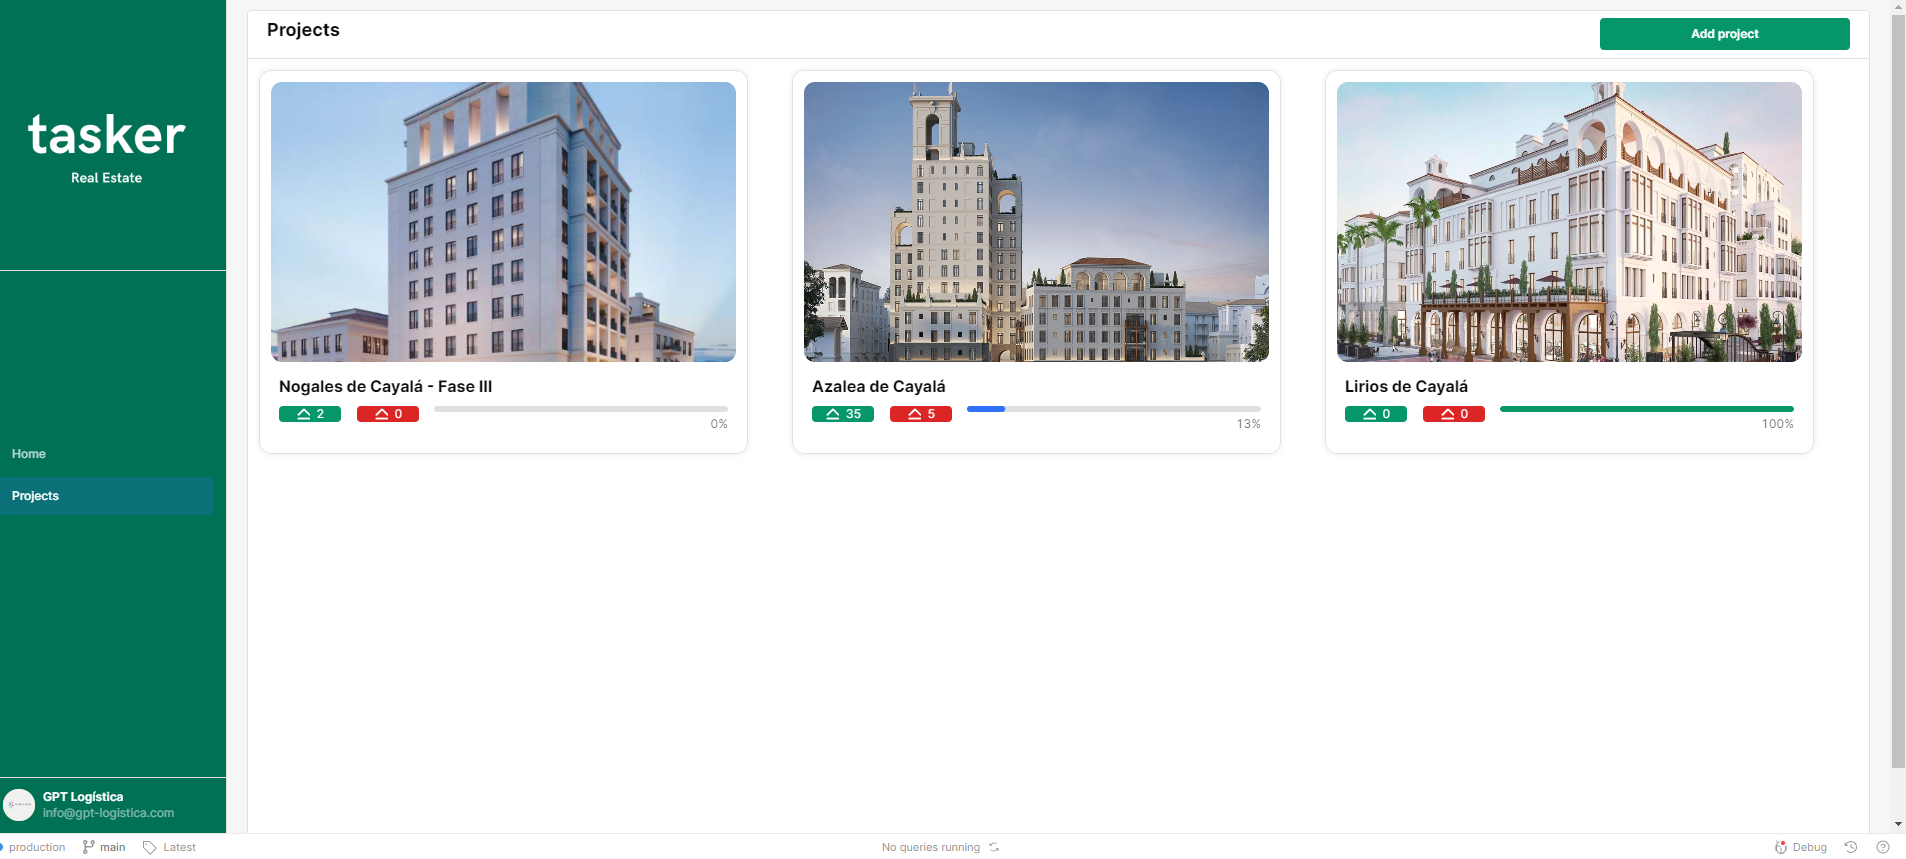 tasker
Real Estate
Home
Projects
GPT Logística
info@gpt-logistica.com
Projects
Add project
Nogales de Cayalá - Fase III
2
0
0%
Azalea de Cayalá
35
5
13%
Lirios de Cayalá
0
0
100%
production
main
Latest
No queries running
Debug